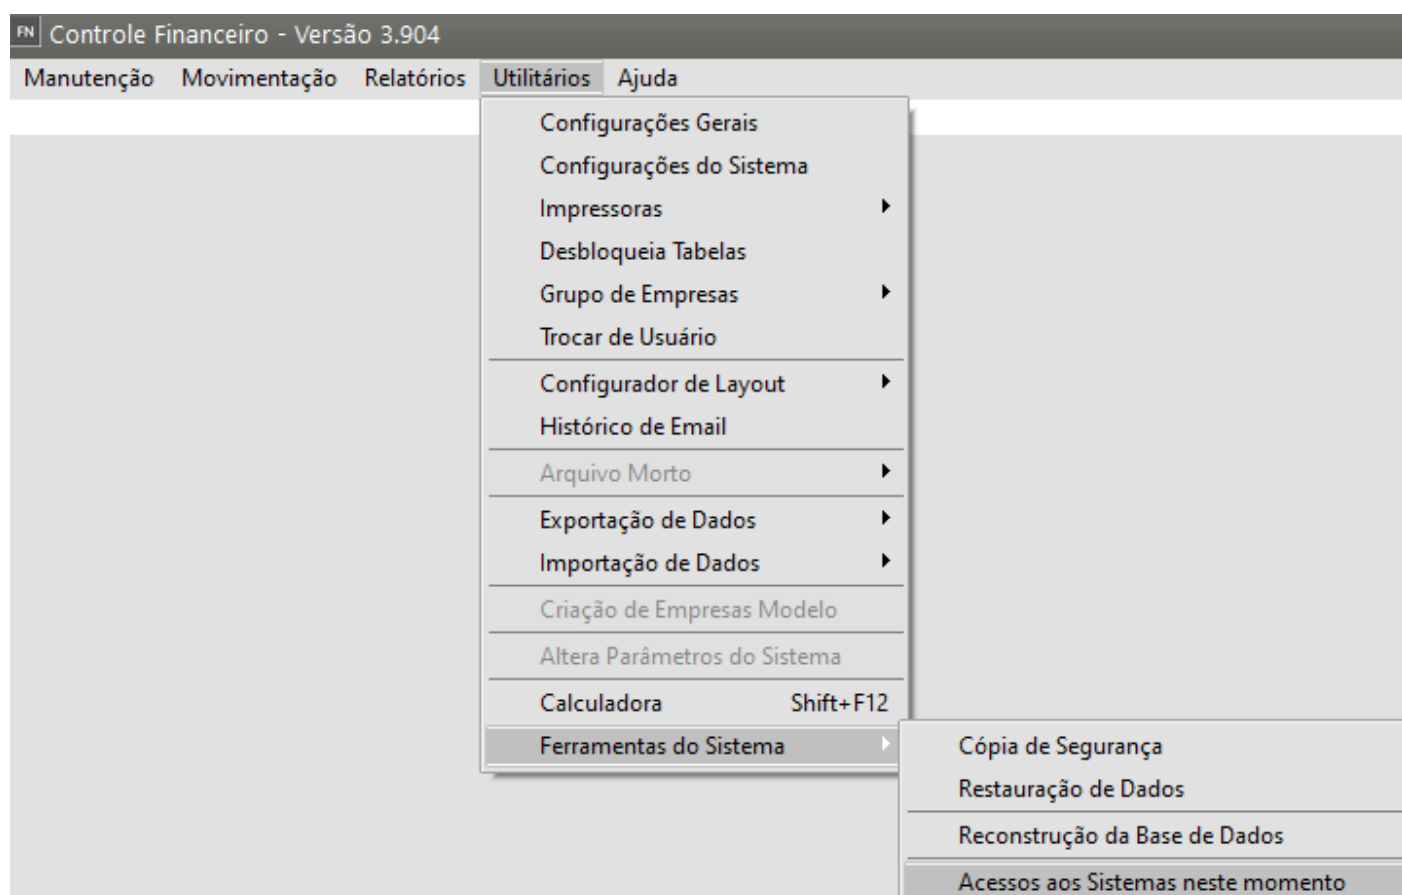 FN Controle Financeiro - Versão 3.904
Manutenção Movimentação Relatórios Utilitários Ajuda
Configurações Gerais
Configurações do Sistema
Impressoras
Desbloqueia Tabelas
Grupo de Empresas
Trocar de Usuário
Configurador de Layout
Histórico de Email
Arquivo Morto
Exportação de Dados
Importação de Dados
Criação de Empresas Modelo
Altera Parâmetros do Sistema
Calculadora Shift+F12
Ferramentas do Sistema
Cópia de Segurança
Restauração de Dados
Reconstrução da Base de Dados
Acessos aos Sistemas neste momento